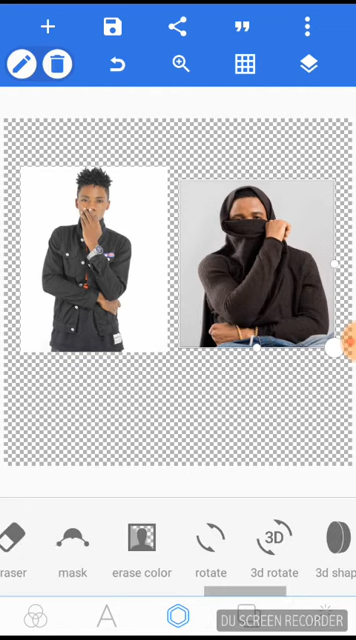 raser mask erase color rotate 3D 3d rotate 3d shap
DU SCREEN RECORDER